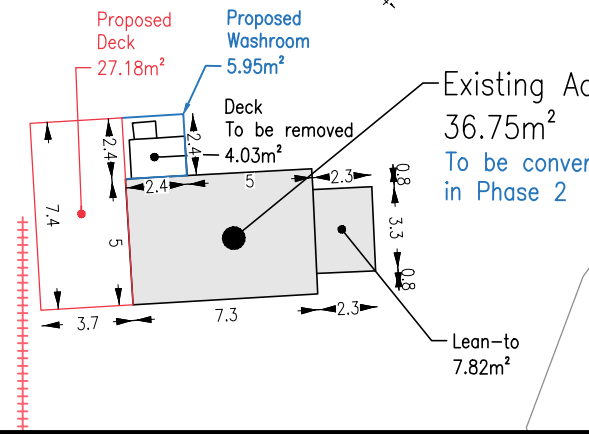 Proposed
Deck
27.18m²
Proposed
Washroom
5.95m²
Deck
To be removed
4.03m²
Existing
36.75m²
To be
in Phase 2
2.4
2.4
2.4
5
2.3
0.8
7.4
5
3.3
0.8
3.7
7.3
2.3
Lean-to
7.82m²